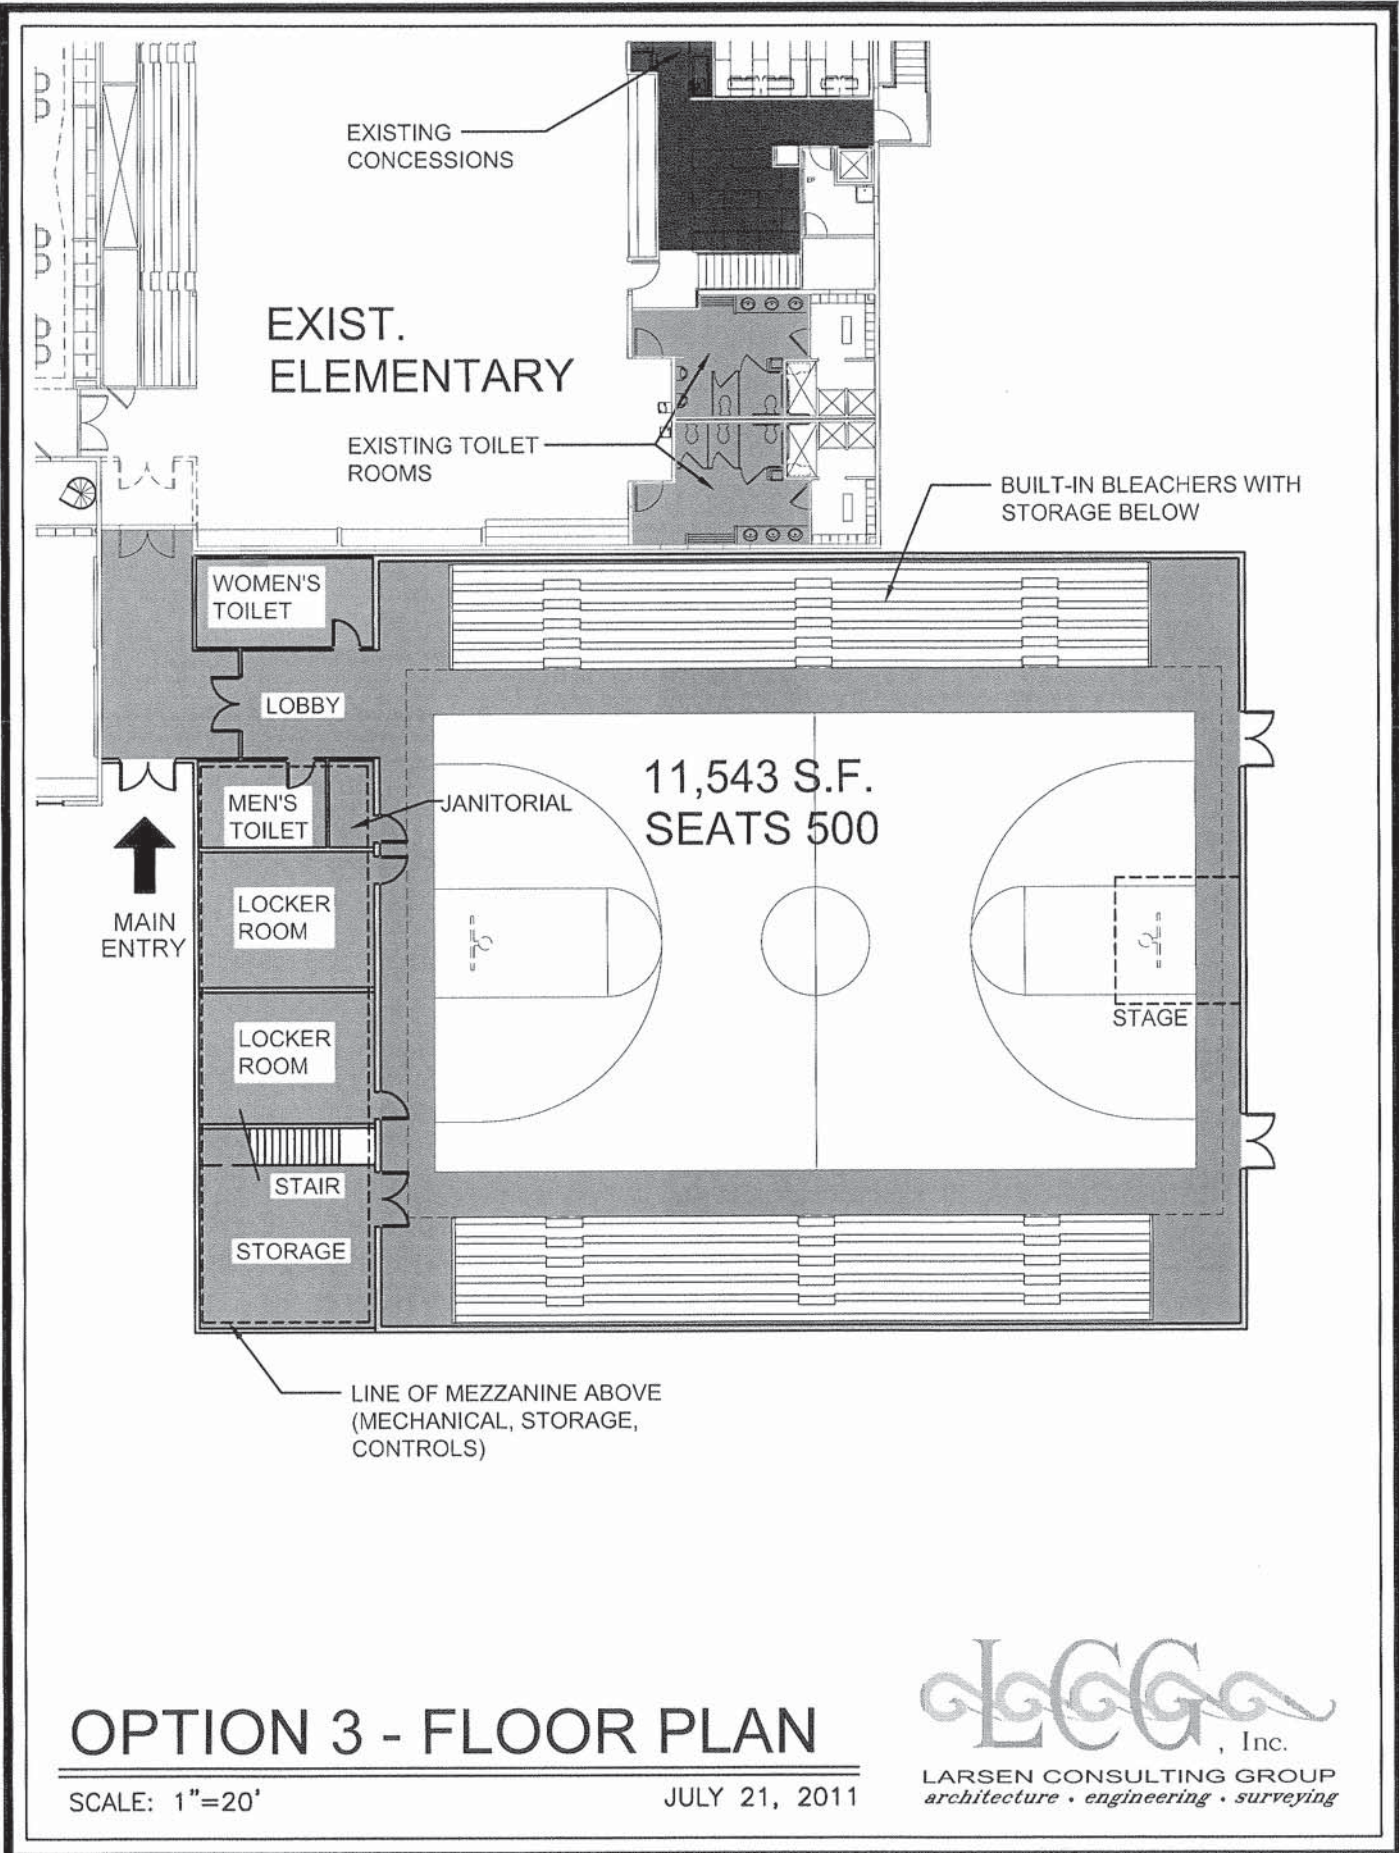 EXISTING
CONCESSIONS
EXIST.
ELEMENTARY
EXISTING TOILET
ROOMS
BUILT-IN BLEACHERS WITH
STORAGE BELOW
WOMEN'S
TOILET
LOBBY
11,543 S.F.
SEATS 500
MEN'S
TOILET
JANITORIAL
MAIN
ENTRY
LOCKER
ROOM
LOCKER
ROOM
STAGE
STAIR
STORAGE
LINE OF MEZZANINE ABOVE
(MECHANICAL, STORAGE,
CONTROLS)
OPTION 3 - FLOOR PLAN
SCALE: 1"=20'
JULY 21, 2011
LCG
, Inc.
LARSEN CONSULTING GROUP
architecture • engineering • surveying